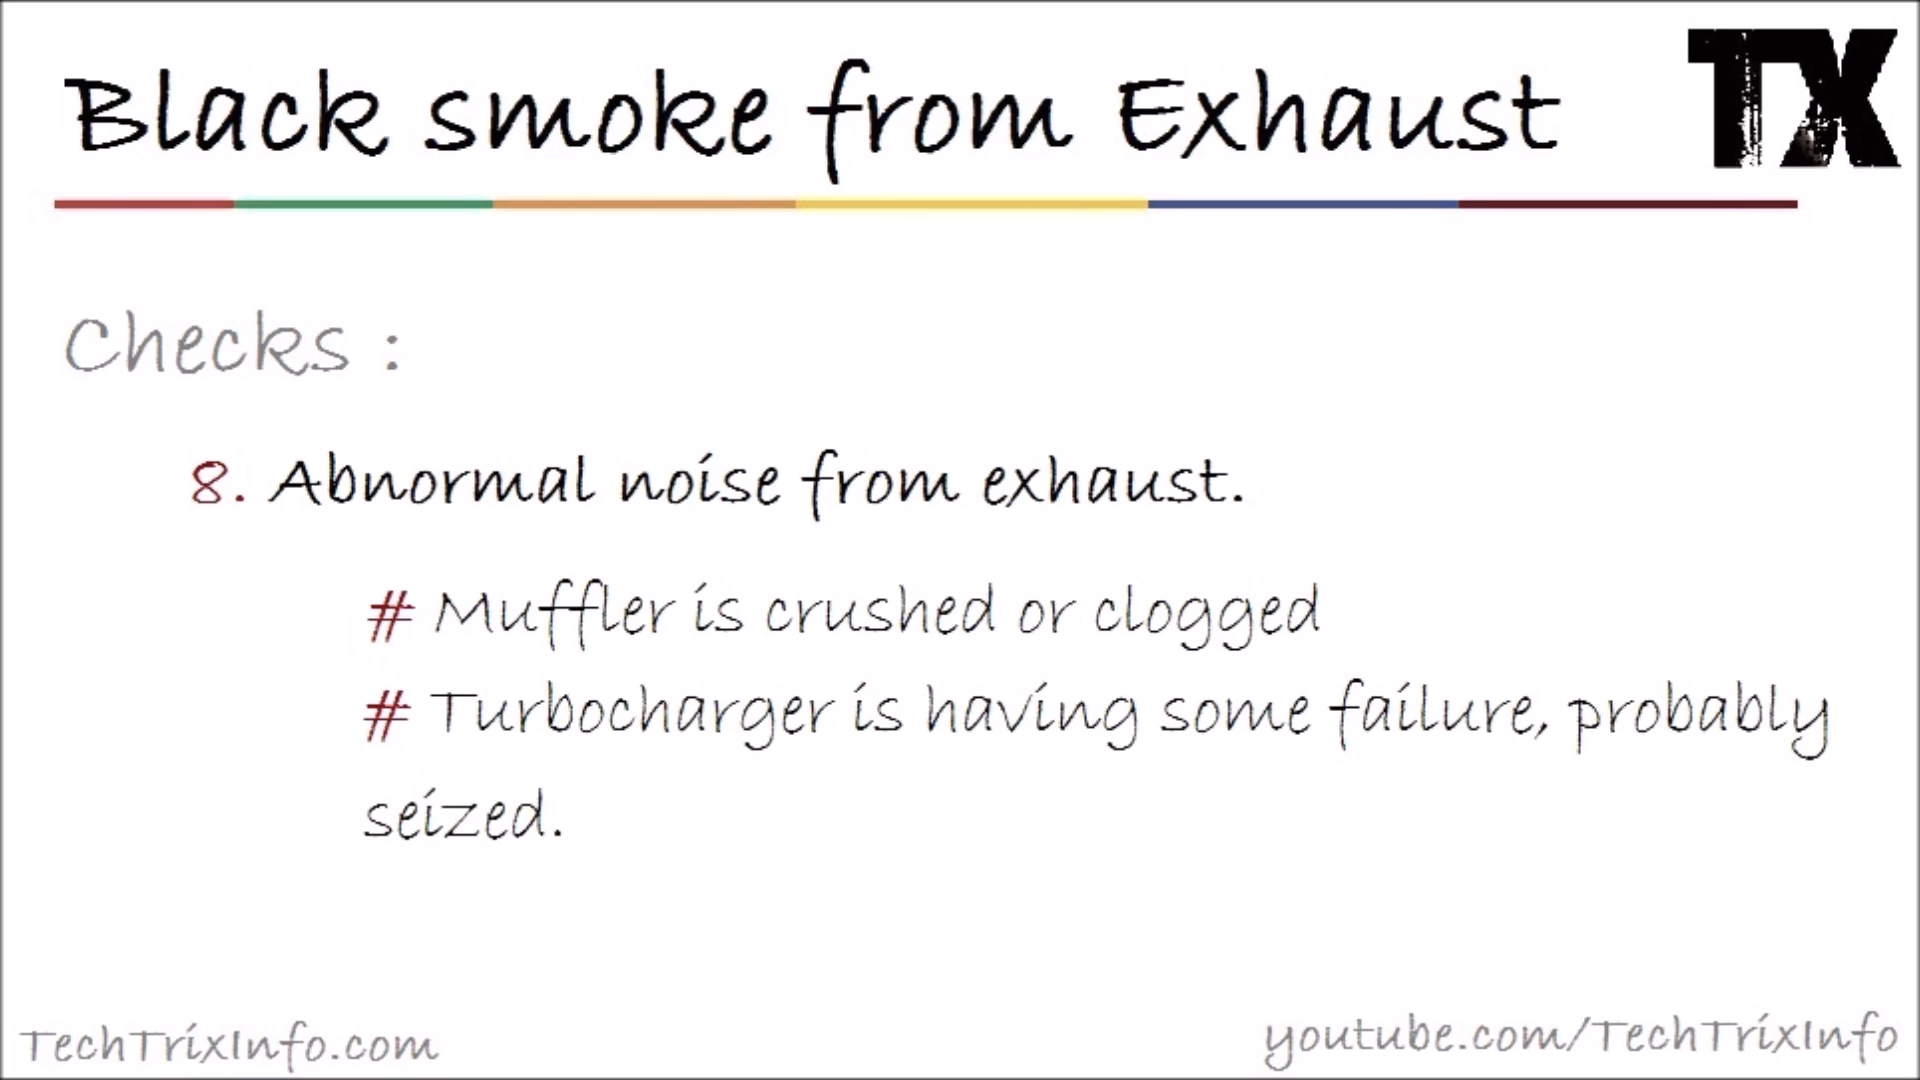 Black smoke from Exhaust
TX
Checks :
8. Abnormal noise from exhaust.
# Muffler is crushed or clogged
# Turbocharger is having some failure, probably
seized.
TechTrixInfo.com
youtube.com/TechTrixInfo